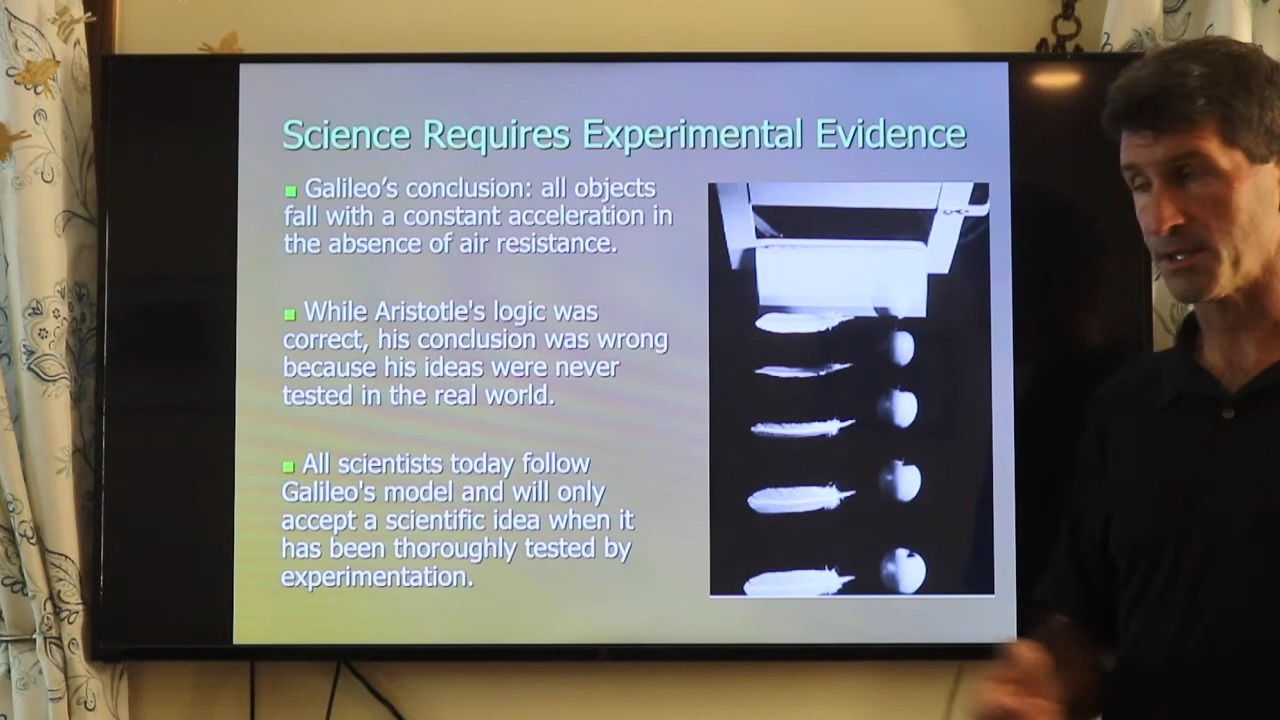 Science Requires Experimental Evidence
Galileo’s conclusion: all objects
fall with a constant acceleration in
the absence of air resistance.
While Aristotle's logic was
correct, his conclusion was wrong
because his ideas were never
tested in the real world.
All scientists today follow
Galileo's model and will only
accept a scientific idea when it
has been thoroughly tested by
experimentation.